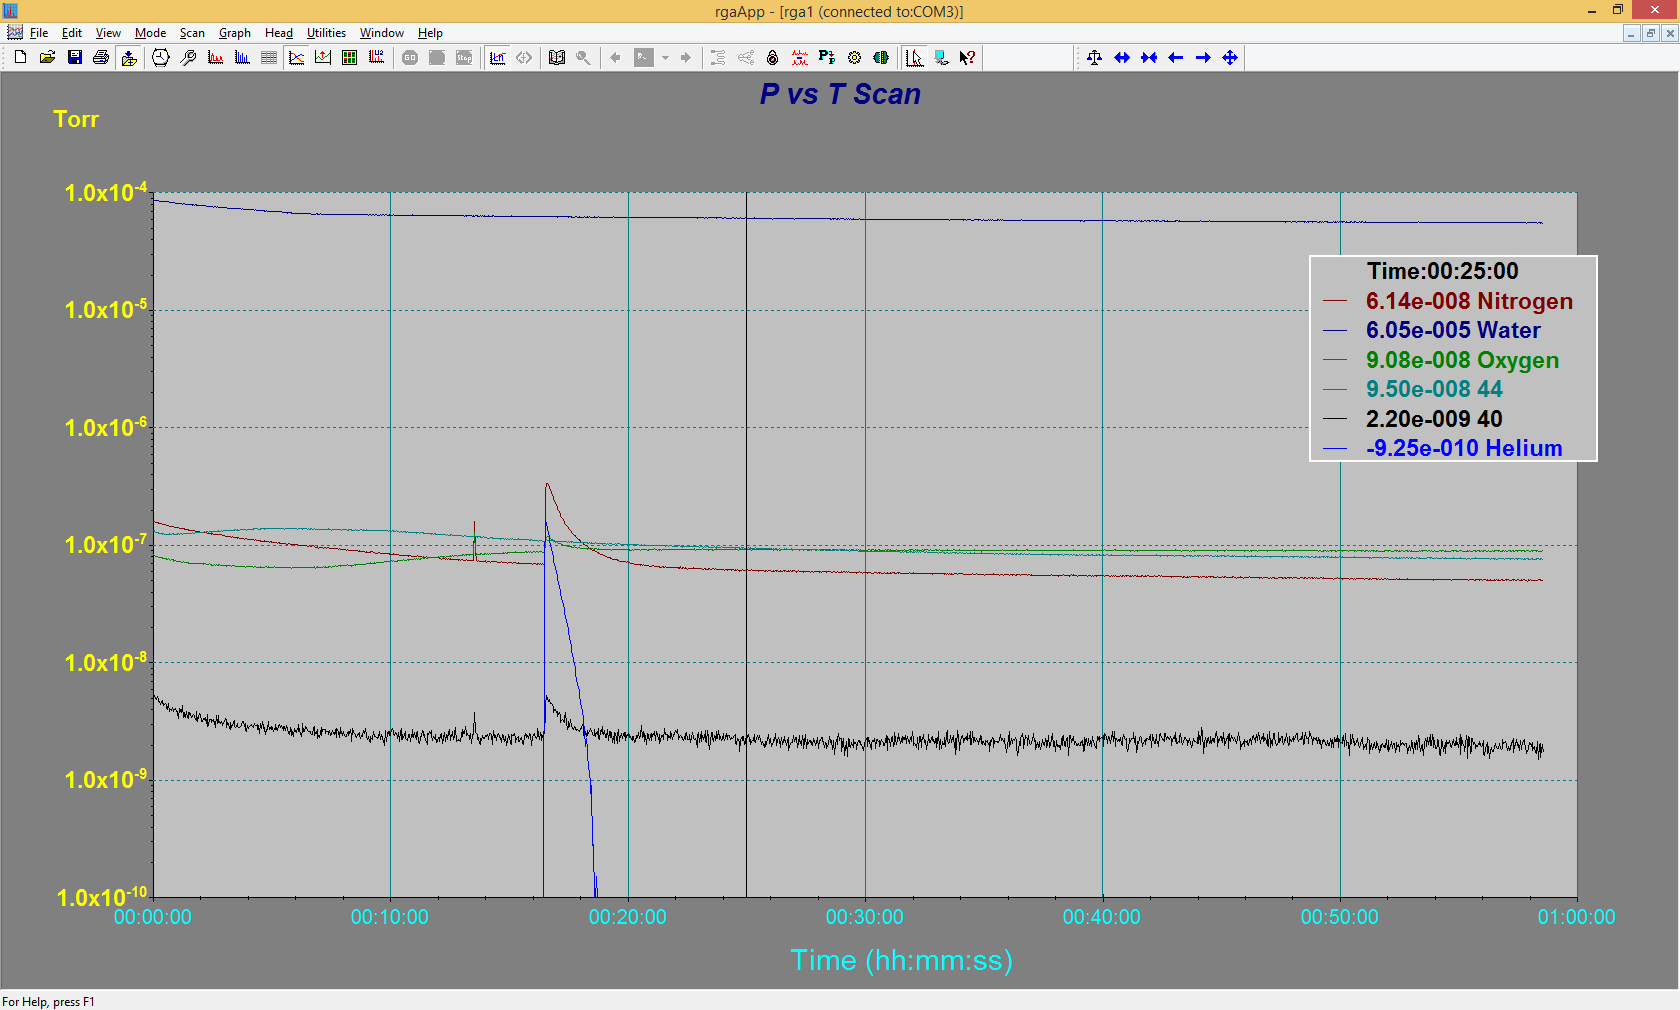 rgaApp - [rga1 (connected to:COM3)]
File Edit View Mode Scan Graph Head Utilities Window Help
GO Stop
P vs T Scan
Torr
1.0x10-4
1.0x10-5
1.0x10-6
1.0x10-7
1.0x10-8
1.0x10-9
1.0x10-10
Time:00:25:00
6.14e-008 Nitrogen
6.05e-005 Water
9.08e-008 Oxygen
9.50e-008 44
2.20e-009 40
-9.25e-010 Helium
00:00:00 00:10:00 00:20:00 00:30:00 00:40:00 00:50:00 01:00:00
Time (hh:mm:ss)
For Help, press F1